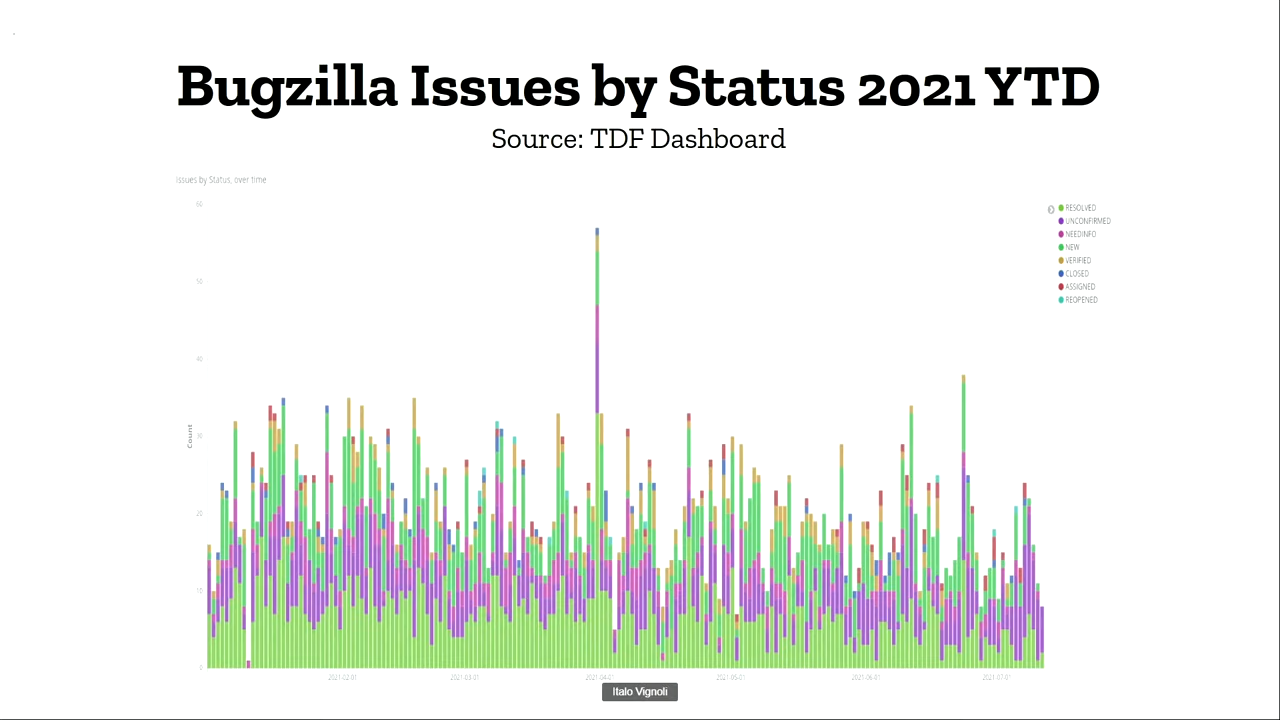 Bugzilla Issues by Status 2021 YTD
Source: TDF Dashboard
Issues by Status, over time
60
50
40
30
20
10
0
Count
RESOLVED
UNCONFIRMED
NEEDINFO
NEW
VERIFIED
CLOSED
ASSIGNED
REOPENED
2021-02-01 2021-03-01 2021-04-01 2021-05-01 2021-06-01 2021-07-01
Italo Vignoli